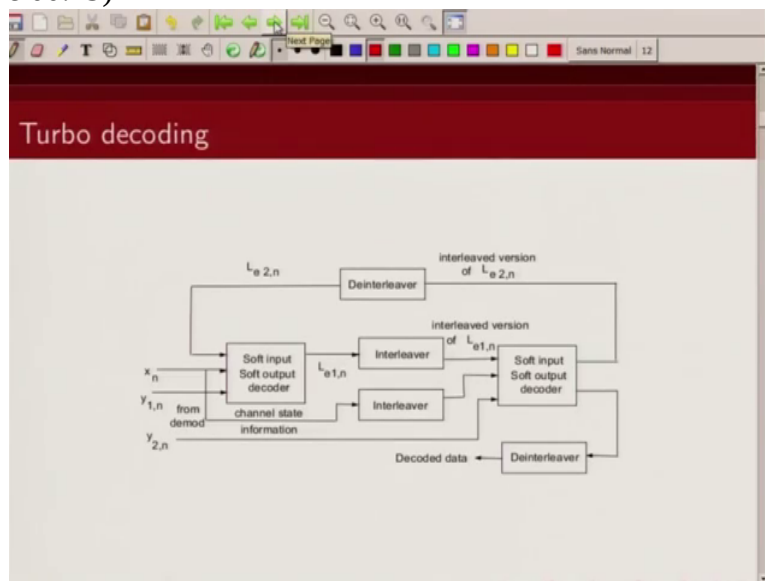 Next Page
Sans Normal 12
Turbo decoding
L e 2,n
interleaved version
of L e 2,n
Deinterleaver
interleaved version
of L e1,n
Interleaver
Soft input
Soft output
decoder
L e1,n
Soft input
Soft output
decoder
x n
y 1,n
from
demod
channel state
information
Interleaver
y 2,n
Decoded data
Deinterleaver